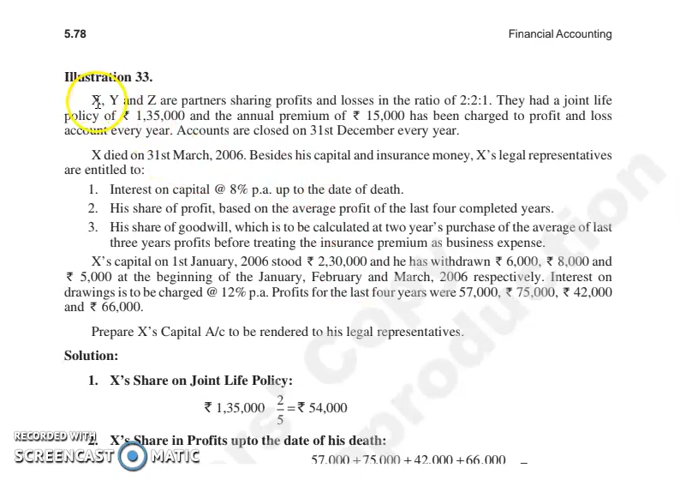 5.78 Financial Accounting
Illustration 33.
X, Y and Z are partners sharing profits and losses in the ratio of 2:2:1. They had a joint life
policy of ₹ 1,35,000 and the annual premium of ₹ 15,000 has been charged to profit and loss
account every year. Accounts are closed on 31st December every year.
X died on 31st March, 2006. Besides his capital and insurance money, X's legal representatives
are entitled to:
1. Interest on capital @ 8% p.a. up to the date of death.
2. His share of profit, based on the average profit of the last four completed years.
3. His share of goodwill, which is to be calculated at two year's purchase of the average of last
three years profits before treating the insurance premium as business expense.
X's capital on 1st January, 2006 stood ₹ 2,30,000 and he has withdrawn ₹ 6,000, ₹ 8,000 and
₹ 5,000 at the beginning of the January, February and March, 2006 respectively. Interest on
drawings is to be charged @ 12% p.a. Profits for the last four years were 57,000, ₹ 75,000, ₹ 42,000
and ₹ 66,000.
Prepare X's Capital A/c to be rendered to his legal representatives.
Solution:
1. X's Share on Joint Life Policy:
₹ 1,35,000 2/5 = ₹ 54,000
2. X's Share in Profits upto the date of his death:
57,000 + 75,000 + 42,000 + 66,000 =
RECORDED WITH
SCREENCAST MATIC